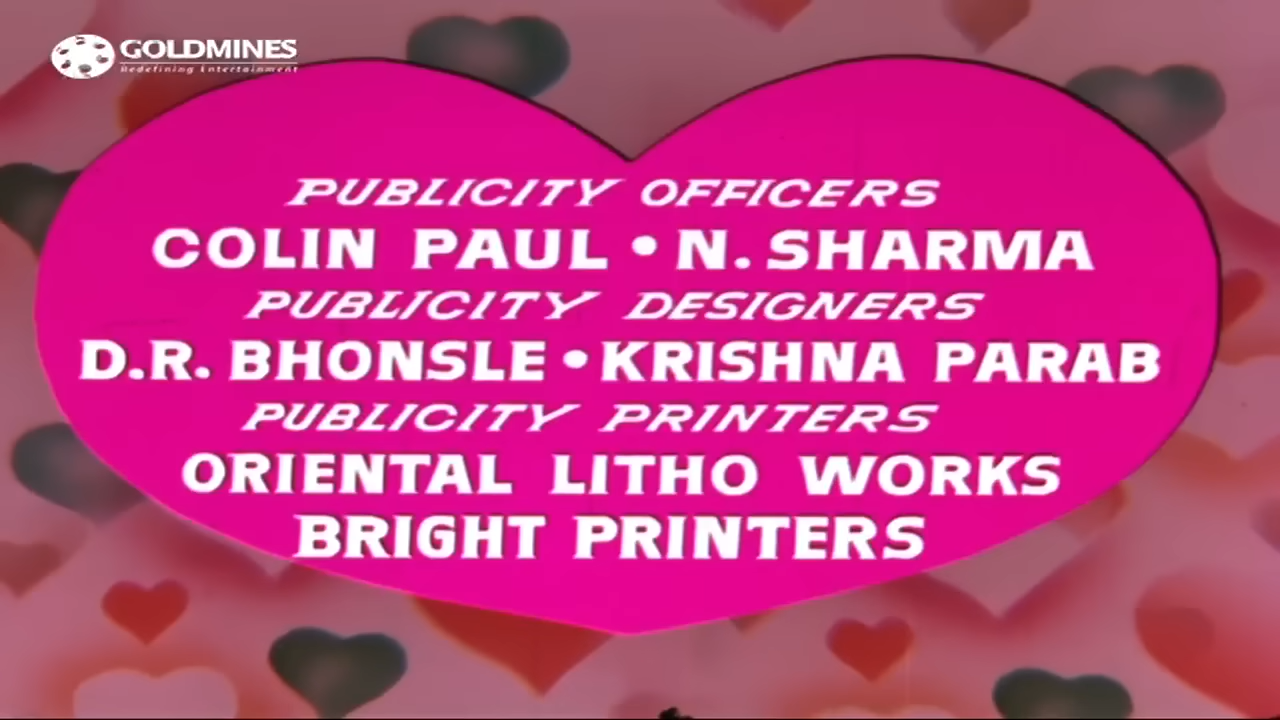 GOLDMINES
Redefining Entertainment
PUBLICITY OFFICERS
COLIN PAUL • N. SHARMA
PUBLICITY DESIGNERS
D.R. BHONSLE • KRISHNA PARAB
PUBLICITY PRINTERS
ORIENTAL LITHO WORKS
BRIGHT PRINTERS